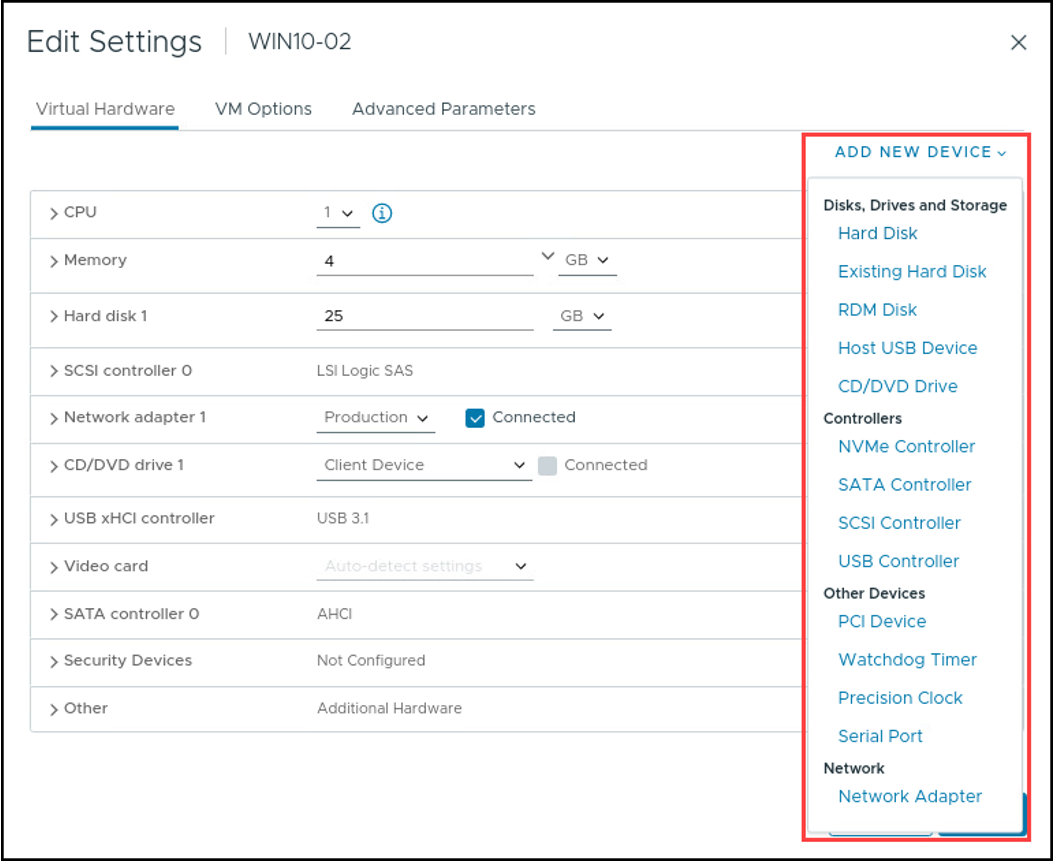 Edit Settings | WIN10-02
Virtual Hardware VM Options Advanced Parameters
ADD NEW DEVICE
CPU 1
Memory 4 GB
Hard disk 1 25 GB
SCSI controller 0 LSI Logic SAS
Network adapter 1 Production Connected
CD/DVD drive 1 Client Device Connected
USB xHCI controller USB 3.1
Video card Auto-detect settings
SATA controller 0 AHCI
Security Devices Not Configured
Other Additional Hardware
Disks, Drives and Storage
Hard Disk
Existing Hard Disk
RDM Disk
Host USB Device
CD/DVD Drive
Controllers
NVMe Controller
SATA Controller
SCSI Controller
USB Controller
Other Devices
PCI Device
Watchdog Timer
Precision Clock
Serial Port
Network
Network Adapter